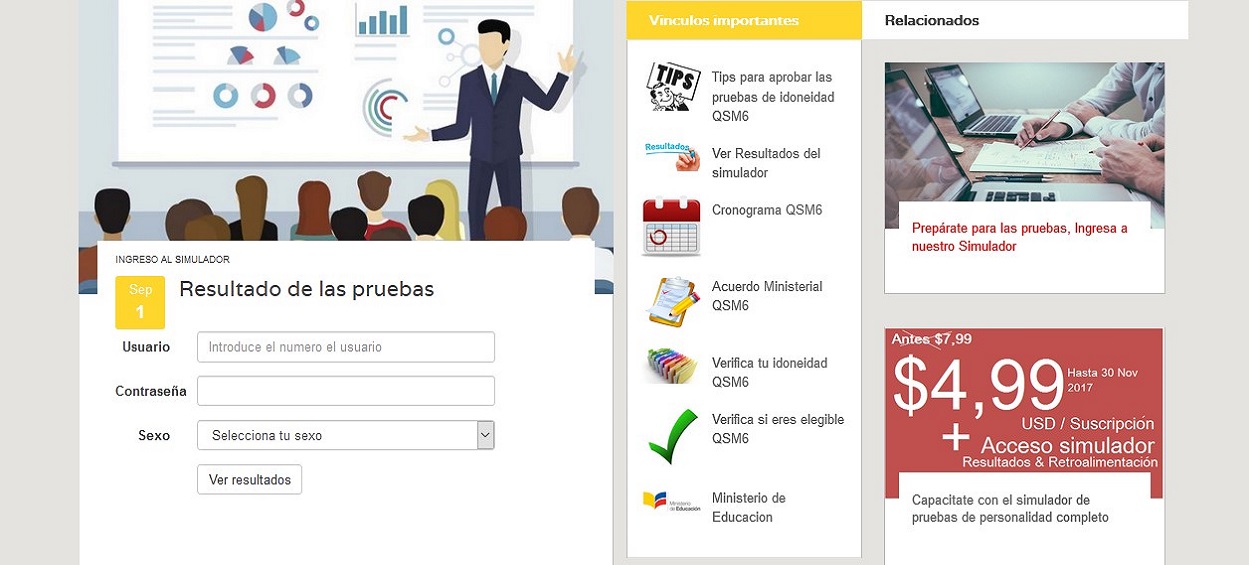 INGRESO AL SIMULADOR
Sep
1
Resultado de las pruebas
Usuario
Introduce el numero el usuario
Contraseña
Sexo
Selecciona tu sexo
Ver resultados
Vinculos importantes
TIPS
Tips para aprobar las
pruebas de idoneidad
QSM6
Resultados
Ver Resultados del
simulador
Cronograma QSM6
Acuerdo Ministerial
QSM6
Verifica tu idoneidad
QSM6
Verifica si eres elegible
QSM6
Ministerio
de Educación
Ministerio de
Educacion
Relacionados
Prepárate para las pruebas, Ingresa a
nuestro Simulador
Antes $7,99
$4,99
Hasta 30 Nov
2017
USD / Suscripción
+ Acceso simulador
Resultados & Retroalimentación
Capacitate con el simulador de
pruebas de personalidad completo